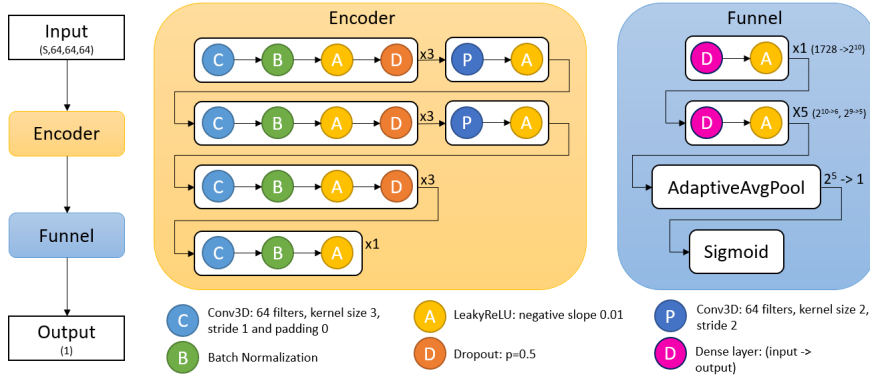 Input
(S,64,64,64)
Encoder
Funnel
Output
(1)
Encoder
C B A D x3 P A
C B A D x3 P A
C B A D x3
C B A x1
Funnel
D A x1 (1728 ->2¹⁰)
D A X5 (2¹⁰⁻>⁶, 2⁹⁻>⁵)
AdaptiveAvgPool 2⁵ -> 1
Sigmoid
C Conv3D: 64 filters, kernel size 3,
stride 1 and padding 0
B Batch Normalization
A LeakyReLU: negative slope 0.01
D Dropout: p=0.5
P Conv3D: 64 filters, kernel size 2,
stride 2
D Dense layer: (input ->
output)